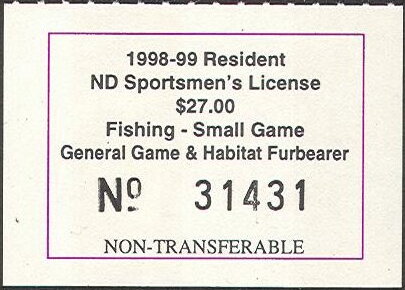 1998-99 Resident
ND Sportsmen's License
$27.00
Fishing - Small Game
General Game & Habitat Furbearer
Nº 31431
NON-TRANSFERABLE